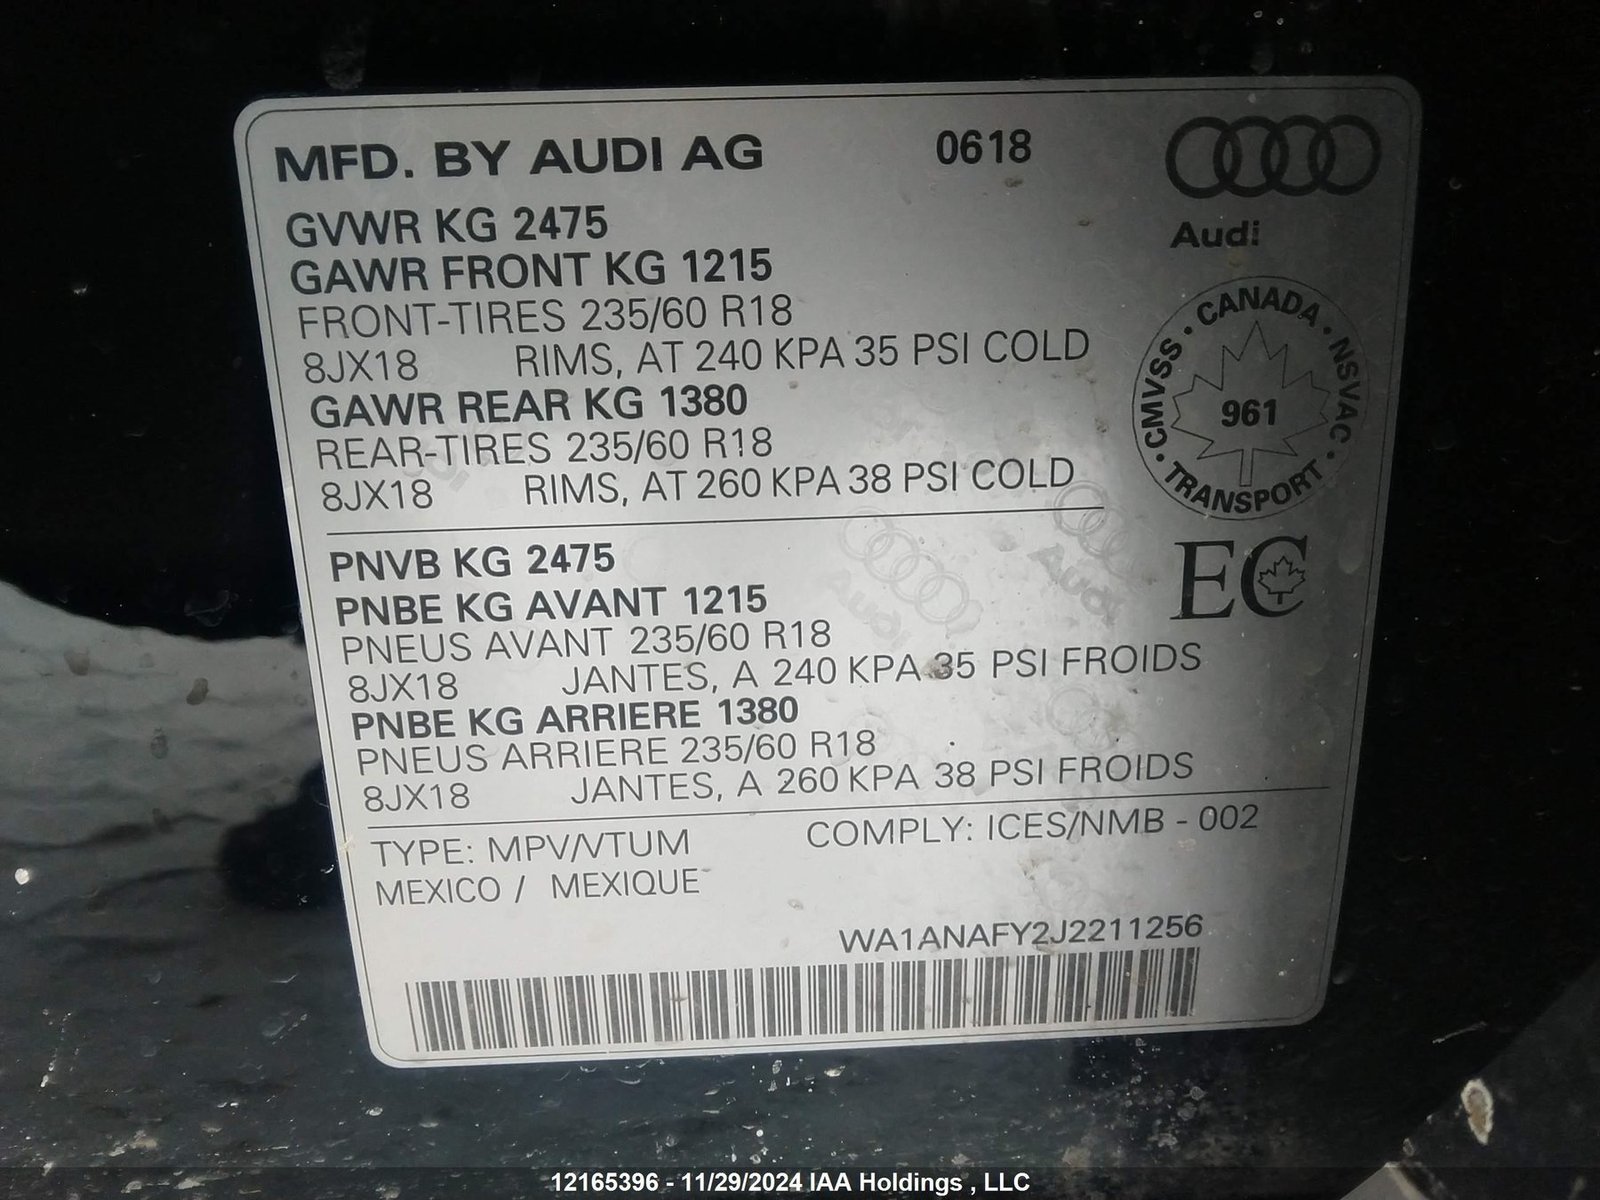 MFD. BY AUDI AG 0618
Audi
GVWR KG 2475
GAWR FRONT KG 1215
FRONT-TIRES 235/60 R18
8JX18 RIMS, AT 240 KPA 35 PSI COLD
GAWR REAR KG 1380
REAR-TIRES 235/60 R18
8JX18 RIMS, AT 260 KPA 38 PSI COLD
CANADA · NSVAC · TRANSPORT · CMVSS ·
961
EC
PNVB KG 2475
PNBE KG AVANT 1215
PNEUS AVANT 235/60 R18
8JX18 JANTES, A 240 KPA 35 PSI FROIDS
PNBE KG ARRIERE 1380
PNEUS ARRIERE 235/60 R18
8JX18 JANTES, A 260 KPA 38 PSI FROIDS
TYPE: MPV/VTUM COMPLY: ICES/NMB - 002
MEXICO / MEXIQUE
WA1ANAFY2J2211256
12165396 - 11/29/2024 IAA Holdings , LLC